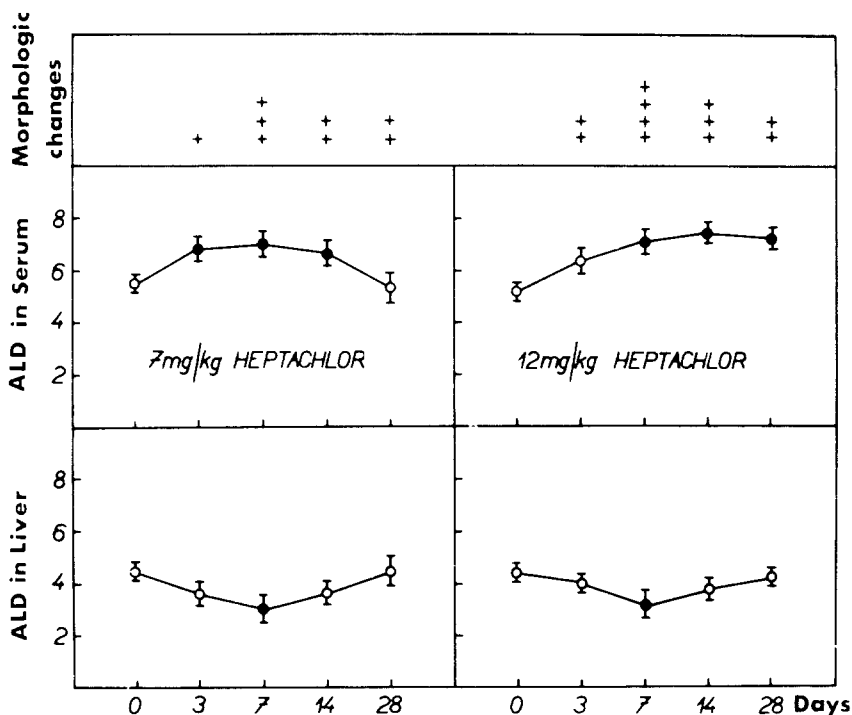 Morphologic
changes
+ + + + + + + +
+ + + + + + + + + + +
ALD in Serum
8
6
4
2
7mg/kg HEPTACHLOR
12mg/kg HEPTACHLOR
ALD in Liver
8
6
4
2
0 3 7 14 28 0 3 7 14 28 Days